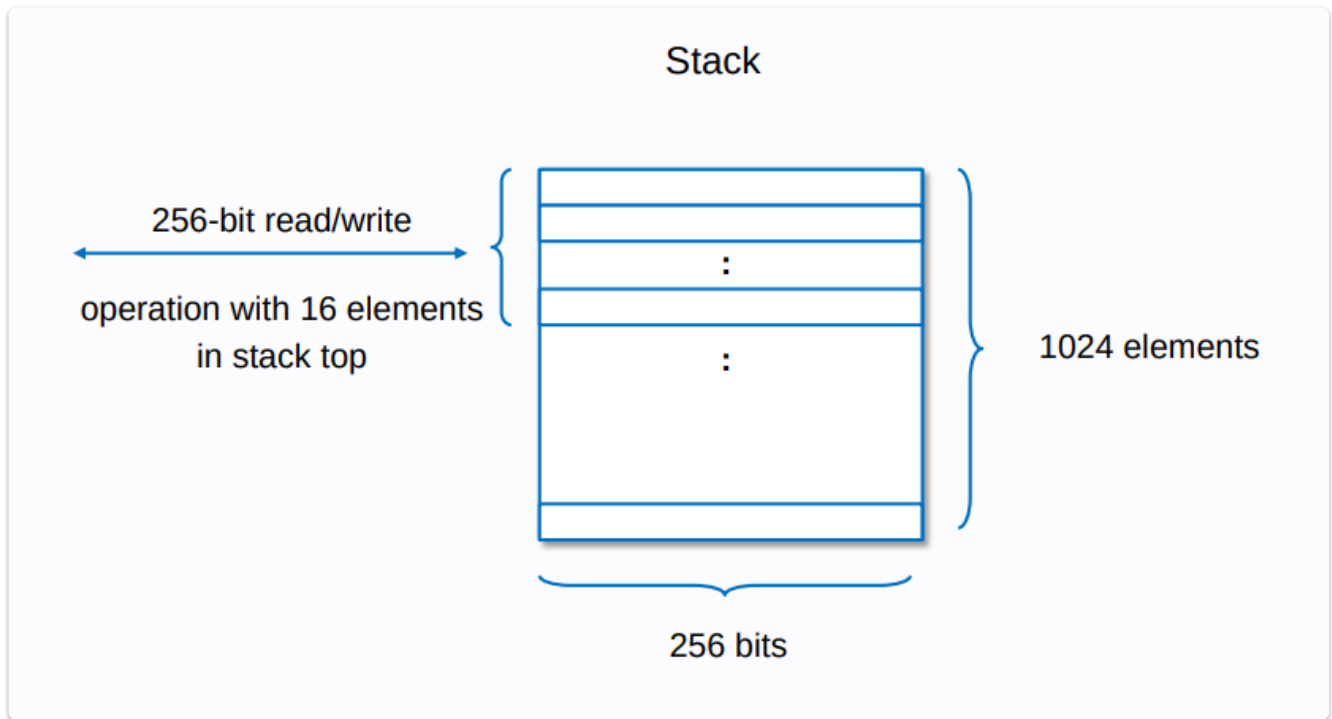 Stack
256-bit read/write
operation with 16 elements
in stack top
:
:
1024 elements
256 bits